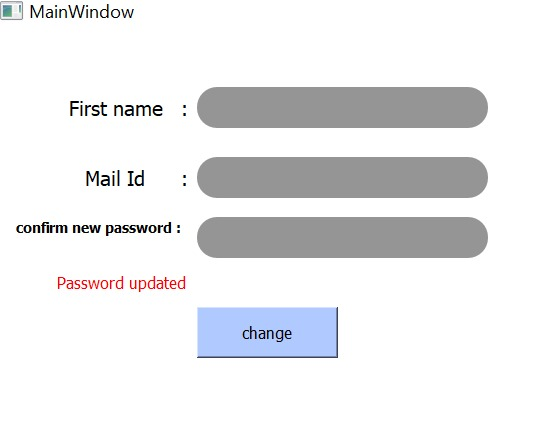 MainWindow
First name :
Mail Id :
confirm new password :
Password updated
change